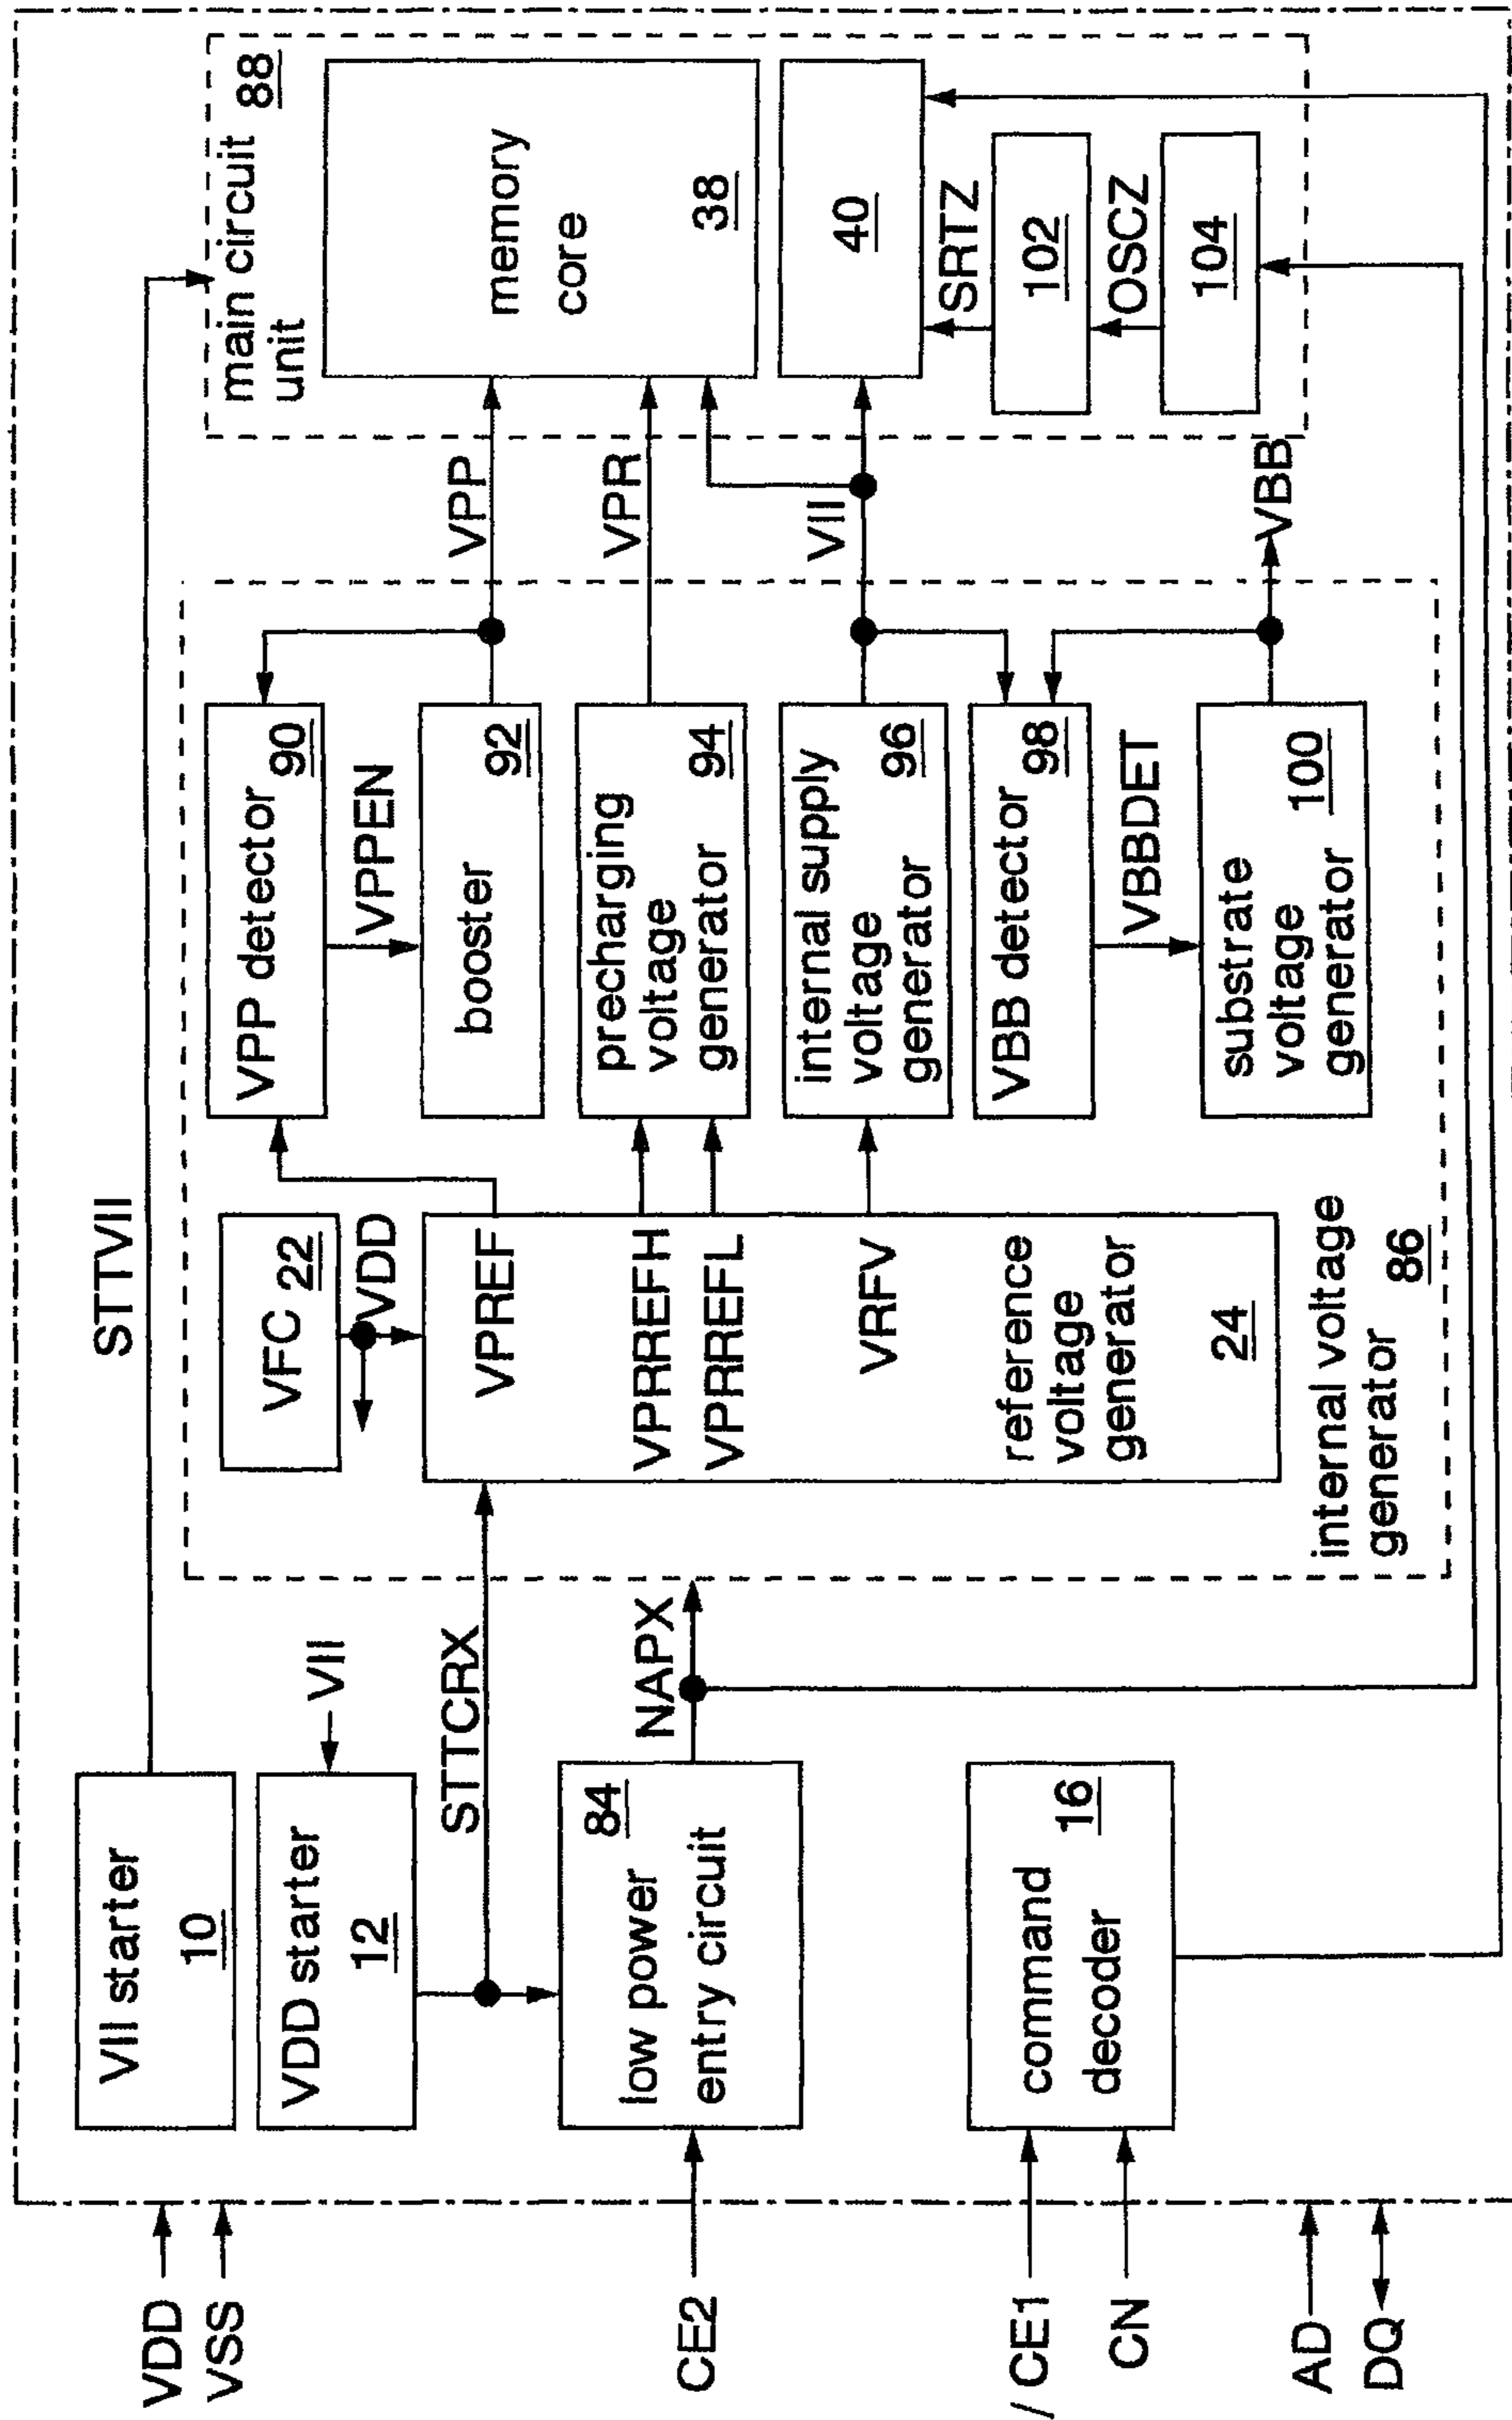 VDD
VSS
CE2
/ CE1
CN
AD
DQ
VII starter
10
VDD starter
12
VII
STTCRX
low power
entry circuit
84
NAPX
command
decoder
16
STTVII
VFC 22
VDD
VPREF
VPRREFH
VPRREFL
VRFV
reference
voltage
generator
24
internal voltage
generator
86
VPP detector
90
VPPEN
booster
92
precharging
voltage
generator
94
internal supply
voltage
generator
96
VBB detector
98
VBBDET
substrate
voltage
generator
100
VPP
VPR
VII
VBB
main circuit
unit
88
memory
core
38
40
SRTZ
102
OSCZ
104